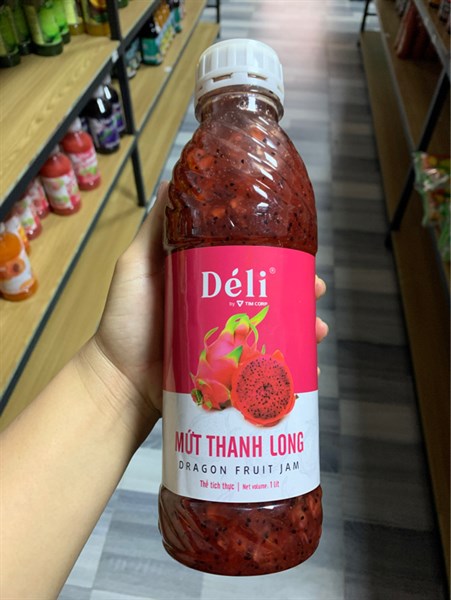 Déli®
by TIM CORP
MỨT THANH LONG
DRAGON FRUIT JAM
Thể tích thực | Net volume: 1 lít